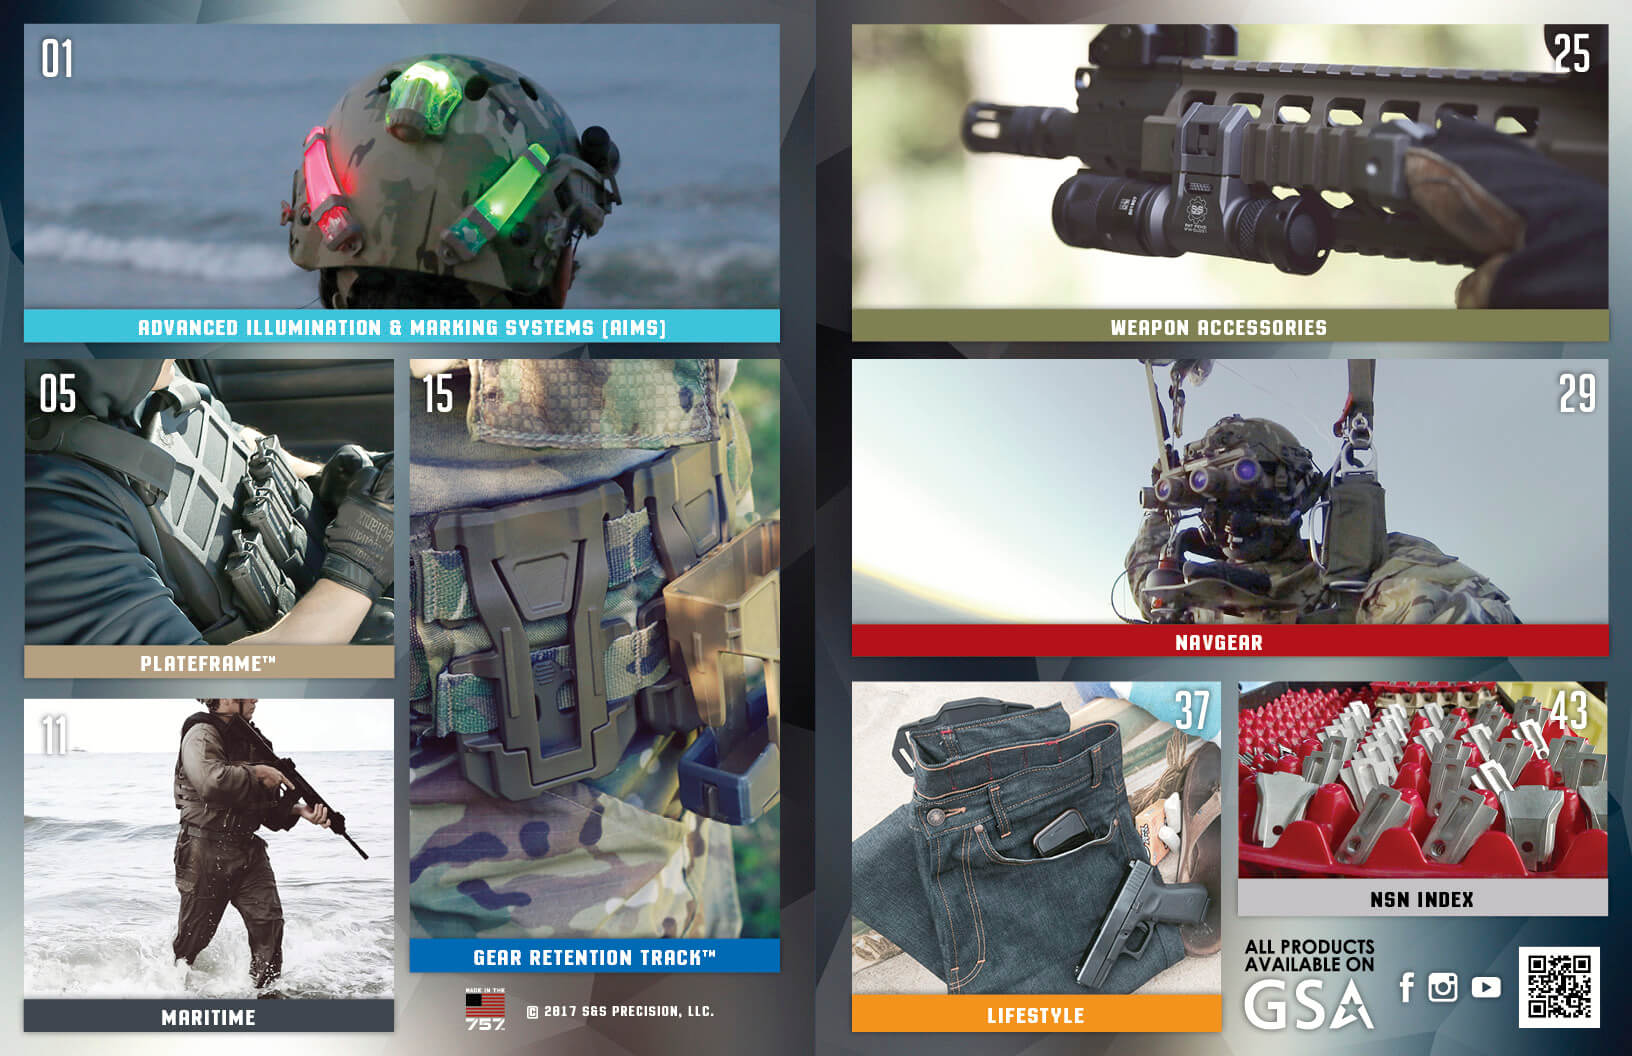 01
ADVANCED ILLUMINATION & MARKING SYSTEMS [AIMS]
05
PLATEFRAME™
11
MARITIME
15
GEAR RETENTION TRACK™
MADE IN THE
757.
© 2017 S&S PRECISION, LLC.
25
WEAPON ACCESSORIES
29
NAVGEAR
37
LIFESTYLE
43
NSN INDEX
ALL PRODUCTS
AVAILABLE ON
GSA